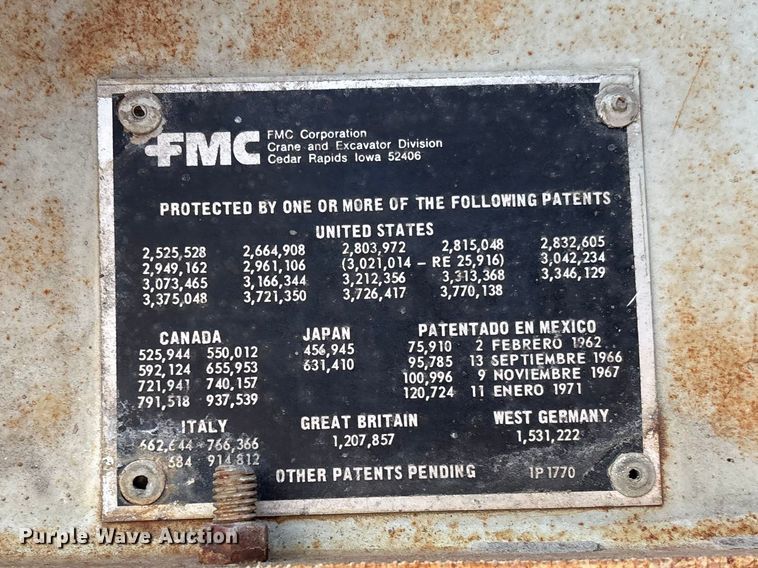 FMC
FMC Corporation
Crane and Excavator Division
Cedar Rapids Iowa 52406
PROTECTED BY ONE OR MORE OF THE FOLLOWING PATENTS
UNITED STATES
2,525,528 2,664,908 2,803,972 2,815,048 2,832,605
2,949,162 2,961,106 (3,021,014 – RE 25,916) 3,042,234
3,073,465 3,166,344 3,212,356 3,313,368 3,346,129
3,375,048 3,721,350 3,726,417 3,770,138
CANADA
525,944 550,012
592,124 655,953
721,941 740,157
791,518 937,539
JAPAN
456,945
631,410
PATENTADO EN MEXICO
75,910 2 FEBRERO 1962
95,785 13 SEPTIEMBRE 1966
100,996 9 NOVIEMBRE 1967
120,724 11 ENERO 1971
ITALY
662,644 766,366
684 914,812
GREAT BRITAIN
1,207,857
WEST GERMANY
1,531,222
OTHER PATENTS PENDING 1P1770
Purple Wave Auction